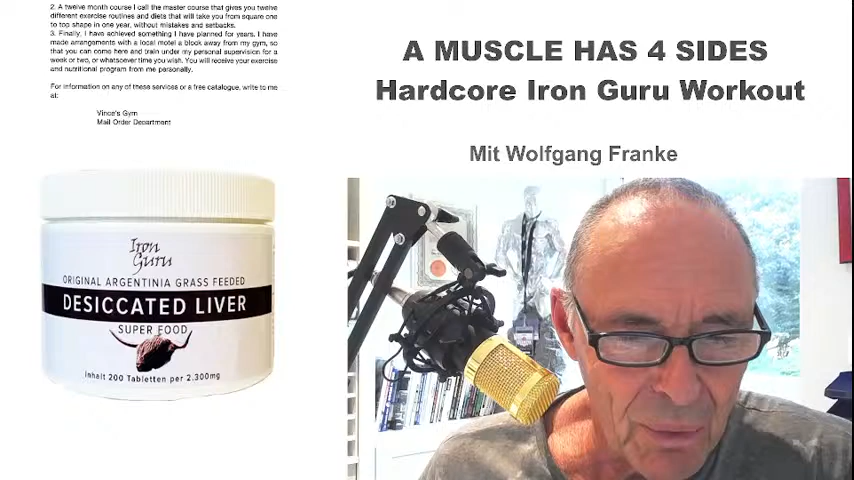 2. A twelve month course I call the master course that gives you twelve
different exercise routines and diets that will take you from square one
to top shape in one year, without mistakes and setbacks.
3. Finally, I have achieved something I have planned for years. I have
made arrangements with a local motel a block away from my gym, so
that you can come here and train under my personal supervision for a
week or two, or whatsoever time you wish. You will receive your exercise
and nutritional program from me personally.
For information on any of these services or a free catalogue, write to me
at:
Vince's Gym
Mail Order Department
A MUSCLE HAS 4 SIDES
Hardcore Iron Guru Workout
Mit Wolfgang Franke
Iron
Guru
ORIGINAL ARGENTINIA GRASS FEEDED
DESICCATED LIVER
SUPER FOOD
Inhalt 200 Tabletten per 2.300mg